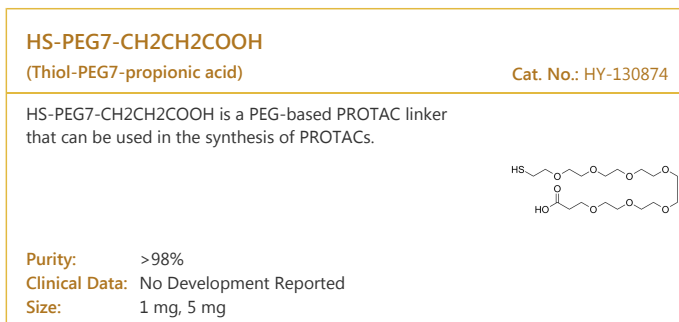 HS-PEG7-CH2CH2COOH
(Thiol-PEG7-propionic acid)
Cat. No.: HY-130874
HS-PEG7-CH2CH2COOH is a PEG-based PROTAC linker
that can be used in the synthesis of PROTACs.
HS O O O O
O
HO O O O
Purity: >98%
Clinical Data: No Development Reported
Size: 1 mg, 5 mg